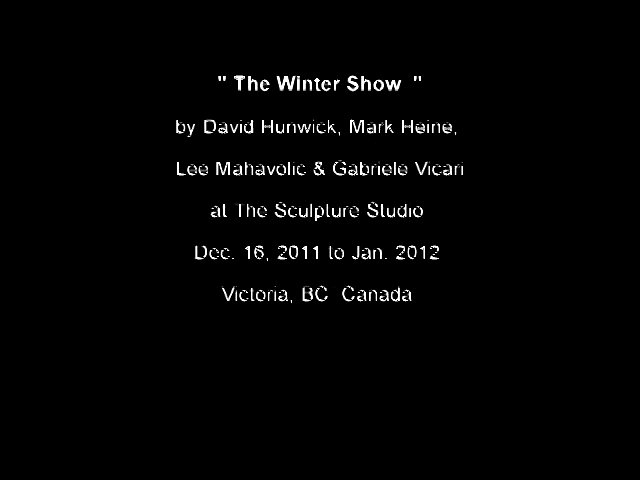 " The Winter Show "
by David Hunwick, Mark Heine,
Lee Mahavolic & Gabriele Vicari
at The Sculpture Studio
Dec. 16, 2011 to Jan. 2012
Victoria, BC Canada